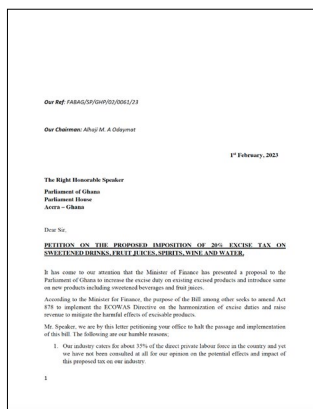 Our Ref: FABAG/SP/GHP/02/0061/23
Our Chairman: Alhaji M. A Odaymat
1st February, 2023
The Right Honorable Speaker
Parliament of Ghana
Parliament House
Accra – Ghana
Dear Sir,
PETITION ON THE PROPOSED IMPOSITION OF 20% EXCISE TAX ON
SWEETENED DRINKS, FRUIT JUICES, SPIRITS, WINE AND WATER.
It has come to our attention that the Minister of Finance has presented a proposal to the
Parliament of Ghana to increase the excise duty on existing excised products and introduce same
on new products including sweetened beverages and fruit juices.
According to the Minister for Finance, the purpose of the Bill among other seeks to amend Act
878 to implement the ECOWAS Directive on the harmonization of excise duties and raise
revenue to mitigate the harmful effects of excisable products.
Mr. Speaker, we are by this letter petitioning your office to halt the passage and implementation
of this bill. The following are our humble reasons;
1. Our industry caters for about 35% of the direct private labour force in the country and yet
we have not been consulted at all for our opinion on the potential effects and impact of
this proposed tax on our industry.
1